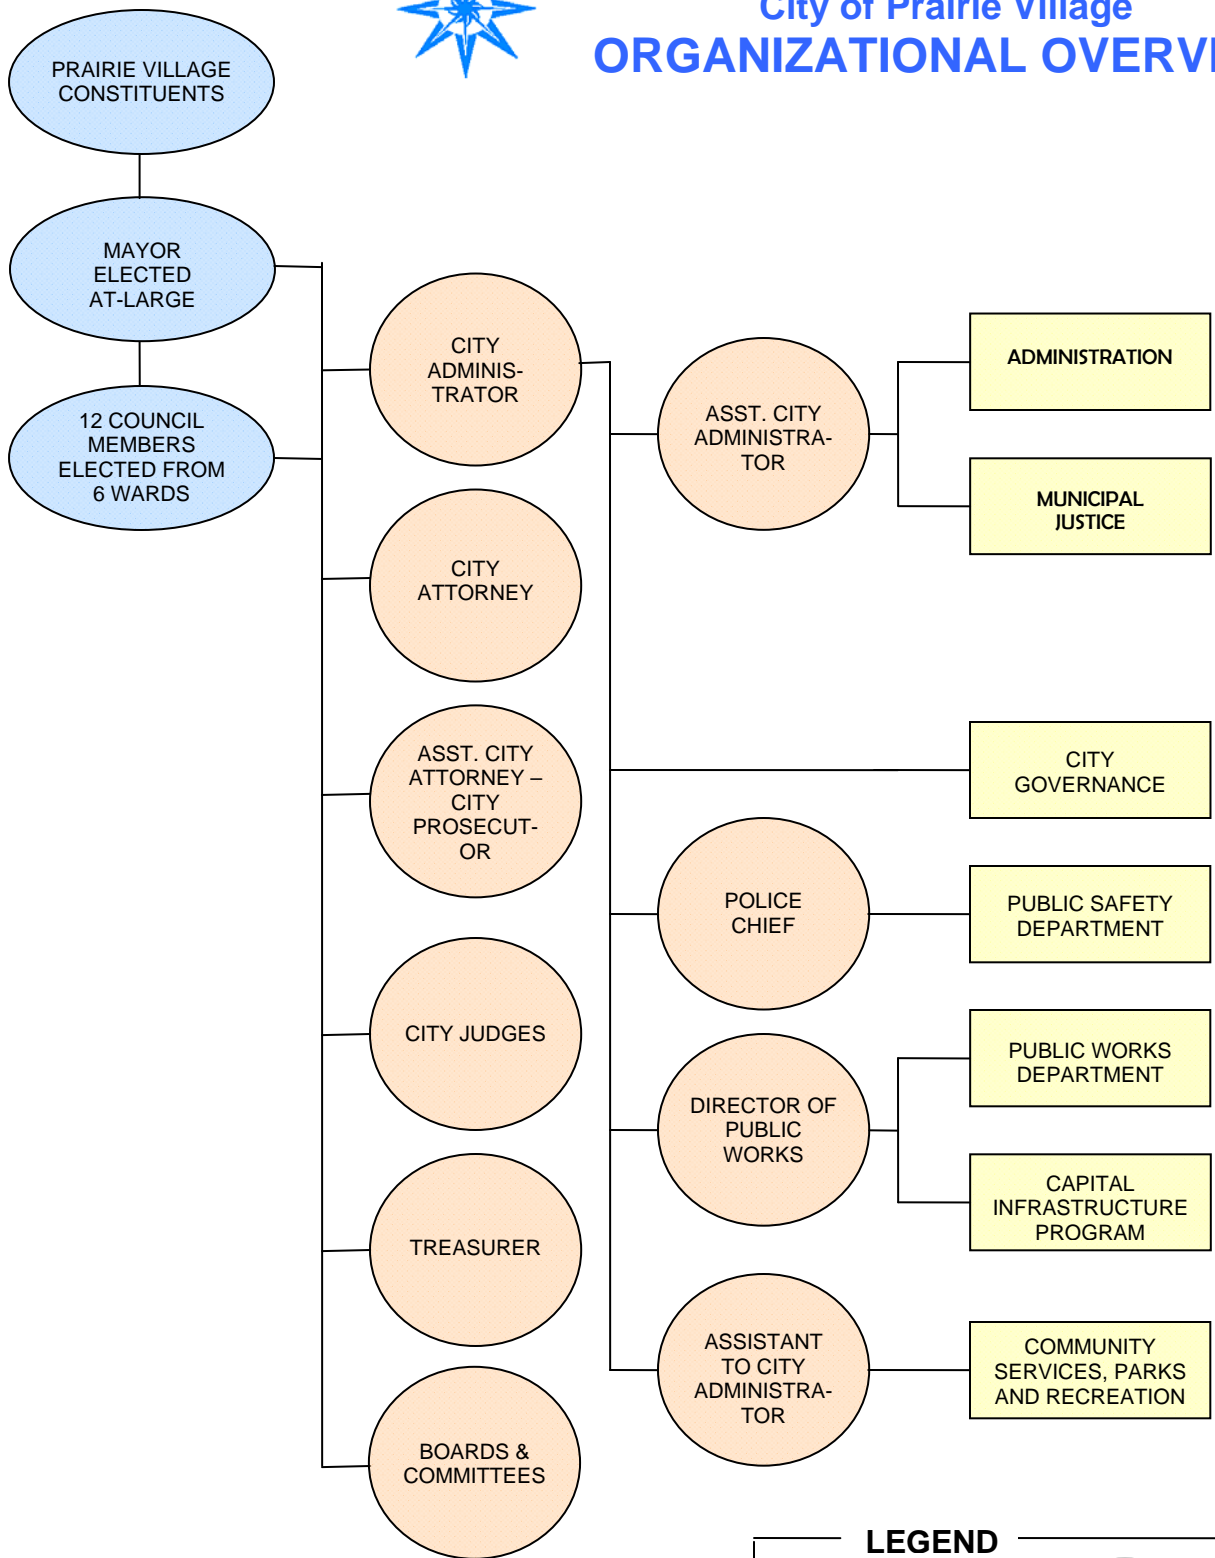 City of Prairie Village
ORGANIZATIONAL OVERVI
PRAIRIE VILLAGE
CONSTITUENTS
MAYOR
ELECTED
AT-LARGE
12 COUNCIL
MEMBERS
ELECTED FROM
6 WARDS
CITY
ADMINIS-
TRATOR
CITY
ATTORNEY
ASST. CITY
ATTORNEY –
CITY
PROSECUT-
OR
CITY JUDGES
TREASURER
BOARDS &
COMMITTEES
ASST. CITY
ADMINISTRA-
TOR
POLICE
CHIEF
DIRECTOR OF
PUBLIC
WORKS
ASSISTANT
TO CITY
ADMINISTRA-
TOR
ADMINISTRATION
MUNICIPAL
JUSTICE
CITY
GOVERNANCE
PUBLIC SAFETY
DEPARTMENT
PUBLIC WORKS
DEPARTMENT
CAPITAL
INFRASTRUCTURE
PROGRAM
COMMUNITY
SERVICES, PARKS
AND RECREATION
LEGEND